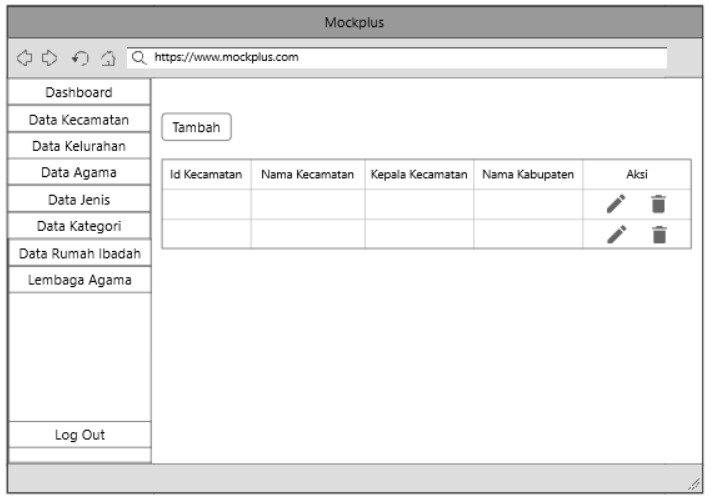 Mockplus
https://www.mockplus.com
Dashboard
Data Kecamatan
Data Kelurahan
Data Agama
Data Jenis
Data Kategori
Data Rumah Ibadah
Lembaga Agama
Log Out
Tambah
Id Kecamatan Nama Kecamatan Kepala Kecamatan Nama Kabupaten Aksi